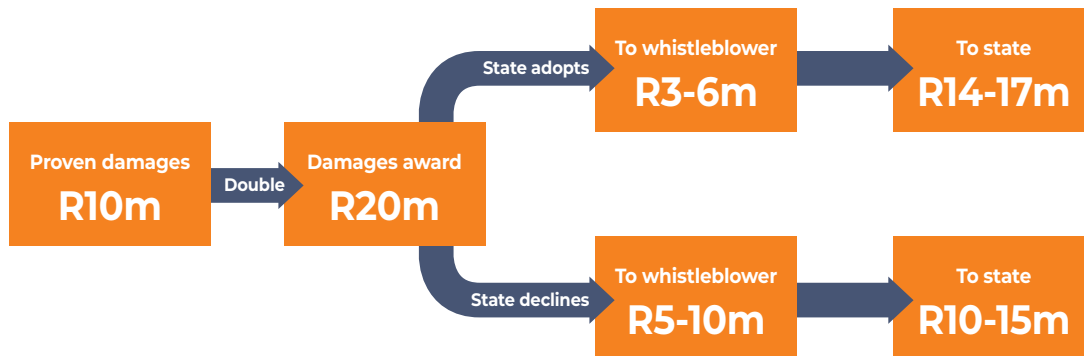 Proven damages
R10m
Double
Damages award
R20m
State adopts
To whistleblower
R3-6m
To state
R14-17m
State declines
To whistleblower
R5-10m
To state
R10-15m